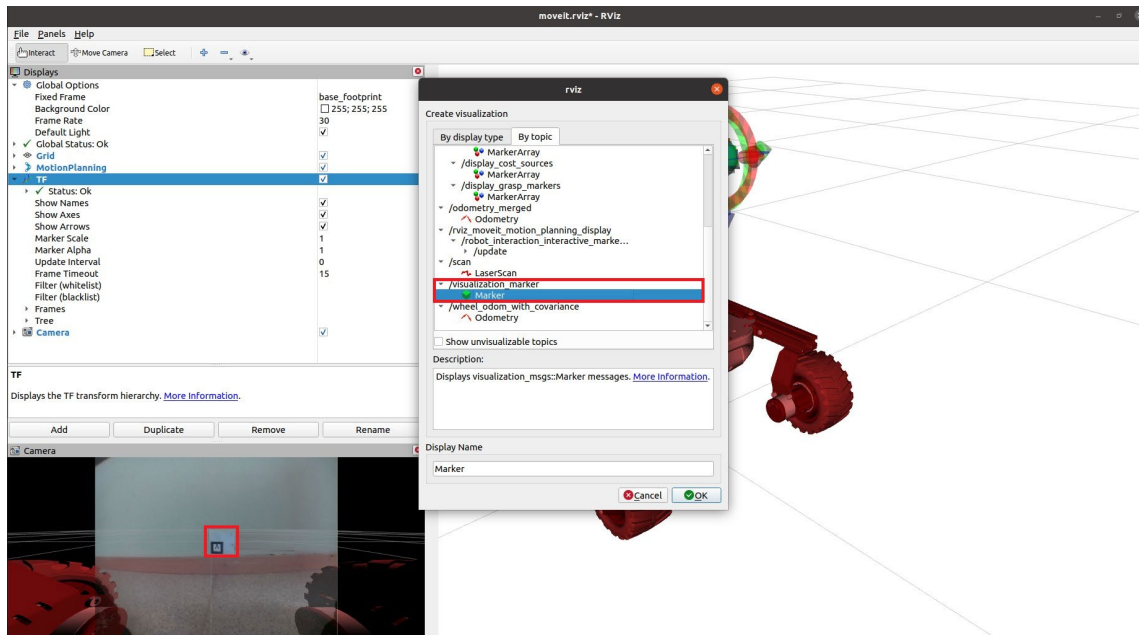 moveit.rviz* - RViz
File Panels Help
Interact Move Camera Select
Displays
Global Options
Fixed Frame base_footprint
Background Color 255; 255; 255
Frame Rate 30
Default Light
Global Status: Ok
Grid
MotionPlanning
TF
Status: Ok
Show Names
Show Axes
Show Arrows
Marker Scale 1
Marker Alpha 1
Update Interval 0
Frame Timeout 15
Filter (whitelist)
Filter (blacklist)
Frames
Tree
Camera
TF
Displays the TF transform hierarchy. More Information.
Add Duplicate Remove Rename
Camera
rviz
Create visualization
By display type By topic
MarkerArray
/display_cost_sources
MarkerArray
/display_grasp_markers
MarkerArray
/odometry_merged
Odometry
/rviz_moveit_motion_planning_display
/robot_interaction_interactive_marke...
/update
/scan
LaserScan
/visualization_marker
Marker
/wheel_odom_with_covariance
Odometry
Show unvisualizable topics
Description:
Displays visualization_msgs::Marker messages. More Information.
Display Name
Marker
Cancel OK